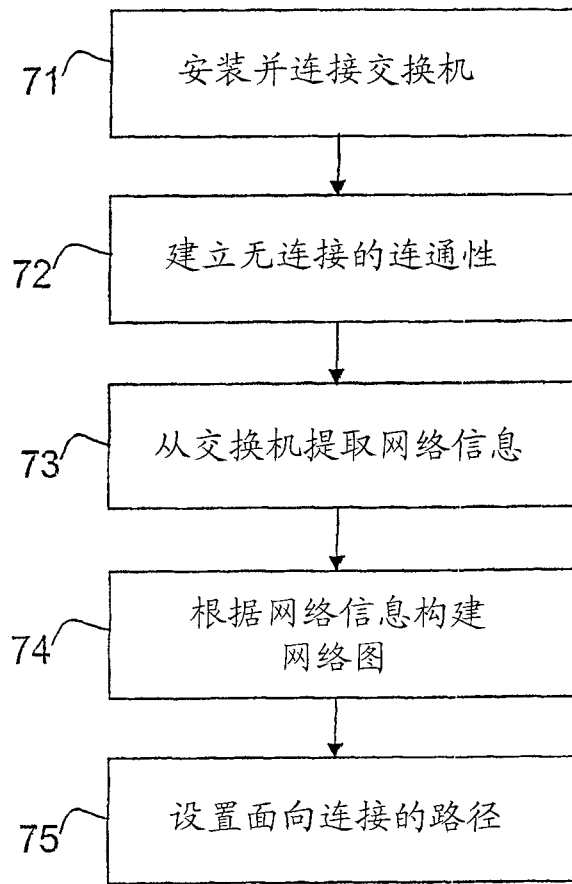 71
安装并连接交换机
72
建立无连接的连通性
73
从交换机提取网络信息
74
根据网络信息构建
网络图
75
设置面向连接的路径